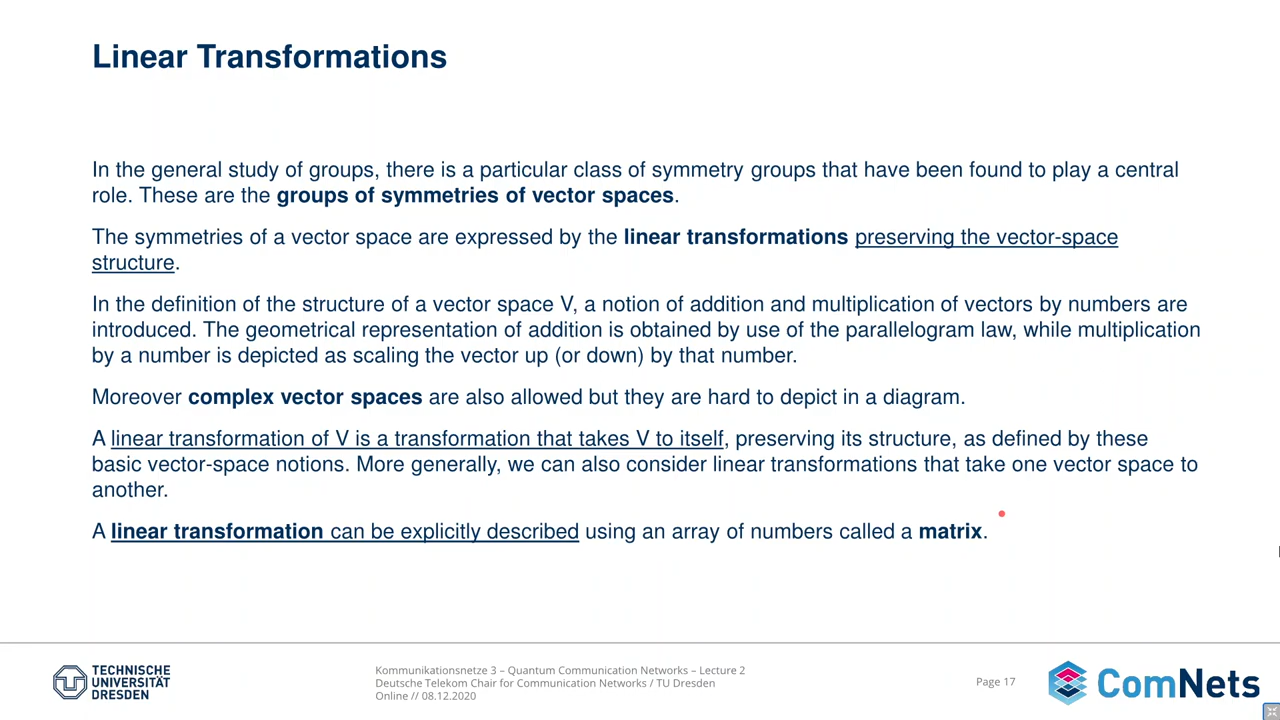 Linear Transformations
In the general study of groups, there is a particular class of symmetry groups that have been found to play a central
role. These are the groups of symmetries of vector spaces.
The symmetries of a vector space are expressed by the linear transformations preserving the vector-space
structure.
In the definition of the structure of a vector space V, a notion of addition and multiplication of vectors by numbers are
introduced. The geometrical representation of addition is obtained by use of the parallelogram law, while multiplication
by a number is depicted as scaling the vector up (or down) by that number.
Moreover complex vector spaces are also allowed but they are hard to depict in a diagram.
A linear transformation of V is a transformation that takes V to itself, preserving its structure, as defined by these
basic vector-space notions. More generally, we can also consider linear transformations that take one vector space to
another.
A linear transformation can be explicitly described using an array of numbers called a matrix.
TECHNISCHE
UNIVERSITÄT
DRESDEN
Kommunikationsnetze 3 – Quantum Communication Networks – Lecture 2
Deutsche Telekom Chair for Communication Networks / TU Dresden
Online // 08.12.2020
Page 17
ComNets